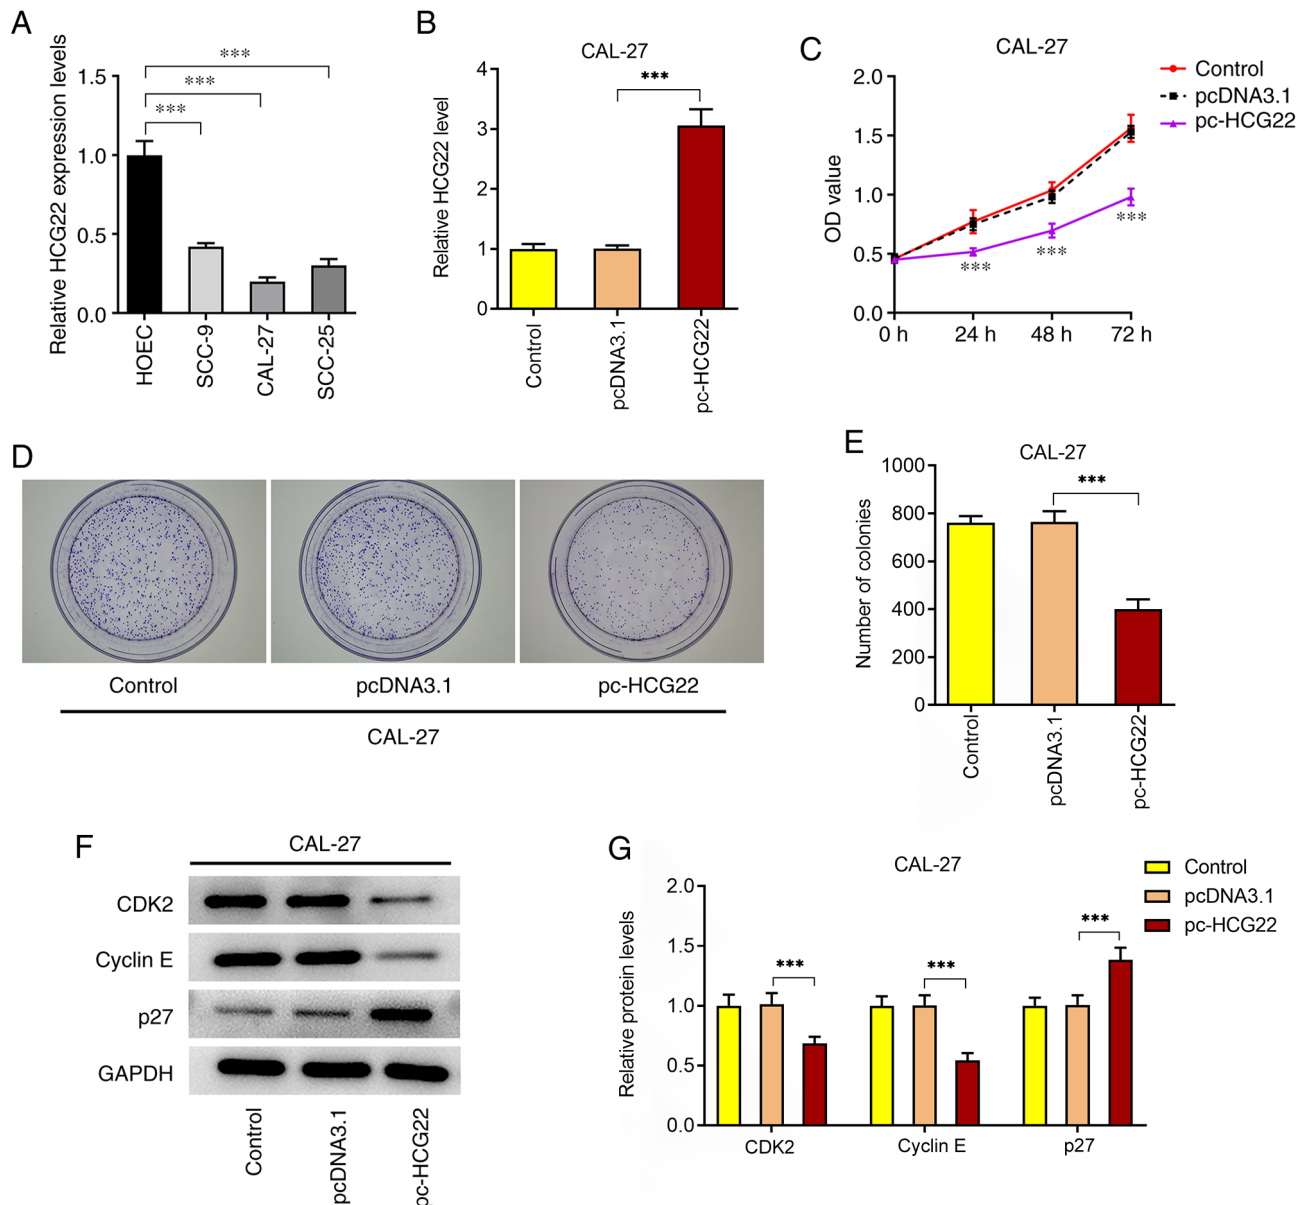 A
Relative HCG22 expression levels
1.5
1.0
0.5
0.0
***
***
***
HOEC
SCC-9
CAL-27
SCC-25
B
CAL-27
Relative HCG22 level
4
3
2
1
0
***
Control
pcDNA3.1
pc-HCG22
C
CAL-27
OD value
2.0
1.5
1.0
0.5
0.0
0 h
24 h
48 h
72 h
***
***
***
Control
pcDNA3.1
pc-HCG22
D
Control
pcDNA3.1
pc-HCG22
CAL-27
E
CAL-27
Number of colonies
1000
800
600
400
200
0
***
Control
pcDNA3.1
pc-HCG22
F
CAL-27
CDK2
Cyclin E
p27
GAPDH
Control
pcDNA3.1
pc-HCG22
G
CAL-27
Relative protein levels
2.0
1.5
1.0
0.5
0.0
***
***
***
CDK2
Cyclin E
p27
Control
pcDNA3.1
pc-HCG22